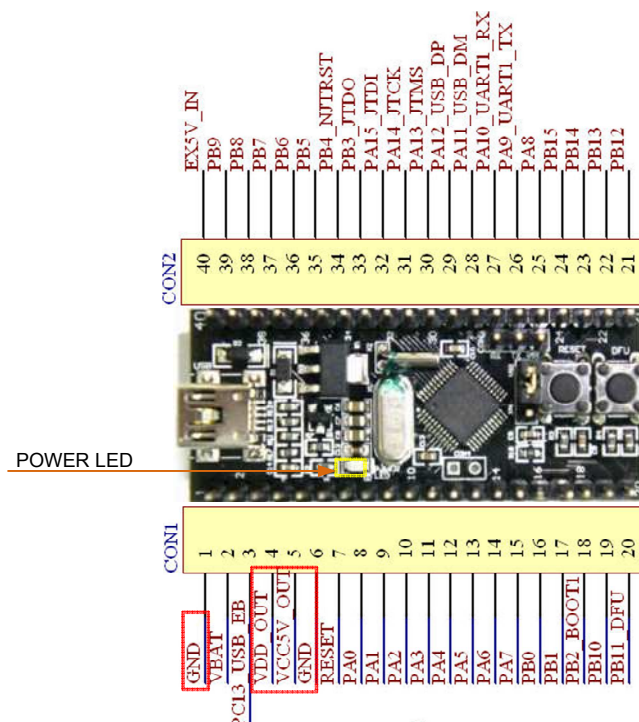 EX5V_IN
PB9
PB8
PB7
PB6
PB5
PB4_NJTRST
PB3_JTDO
PA15_JTDI
PA14_JTCK
PA13_JTMS
PA12_USB_DP
PA11_USB_DM
PA10_UART1_RX
PA9_UART1_TX
PA8
PB15
PB14
PB13
PB12
CON2
40
39
38
37
36
35
34
33
32
31
30
29
28
27
26
25
24
23
22
21
RESET
DFU
USB
POWER LED
CON1
1
2
3
4
5
6
7
8
9
10
11
12
13
14
15
16
17
18
19
20
GND
VBAT
PC13_USB_EB
VDD_OUT
VCC5V_OUT
GND
RESET
PA0
PA1
PA2
PA3
PA4
PA5
PA6
PA7
PB0
PB1
PB2_BOOT1
PB10
PB11_DFU